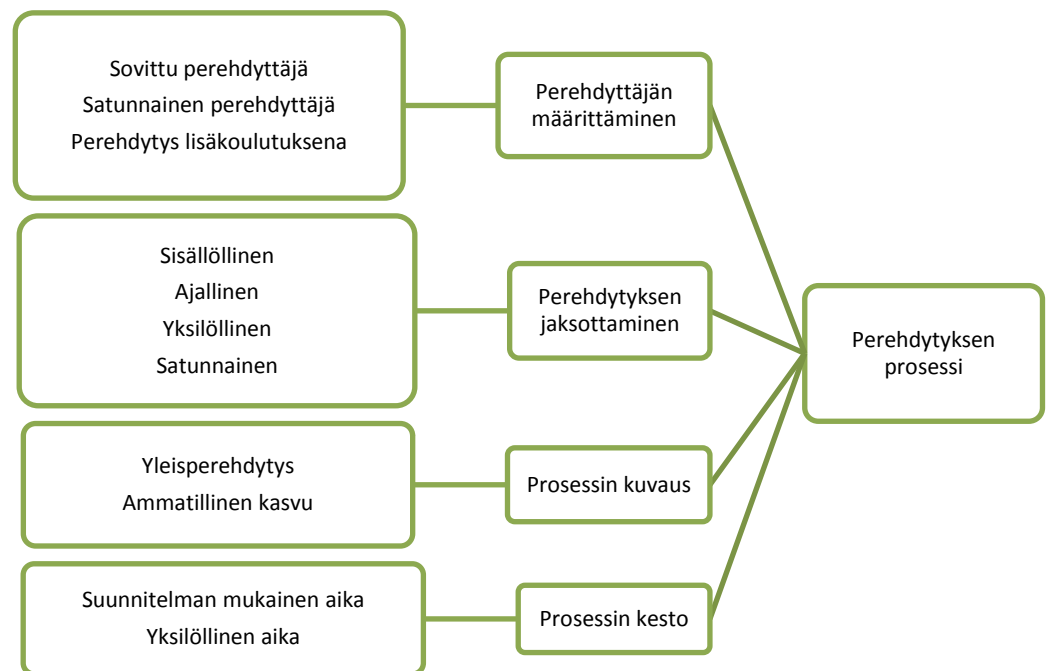 Sovittu perehdyttäjä
Satunnainen perehdyttäjä
Perehdytys lisäkoulutuksena
Perehdyttäjän
määrittäminen
Sisällöllinen
Ajallinen
Yksilöllinen
Satunnainen
Perehdytyksen
jaksottaminen
Yleisperehdytys
Ammatillinen kasvu
Prosessin kuvaus
Suunnitelman mukainen aika
Yksilöllinen aika
Prosessin kesto
Perehdytyksen
prosessi